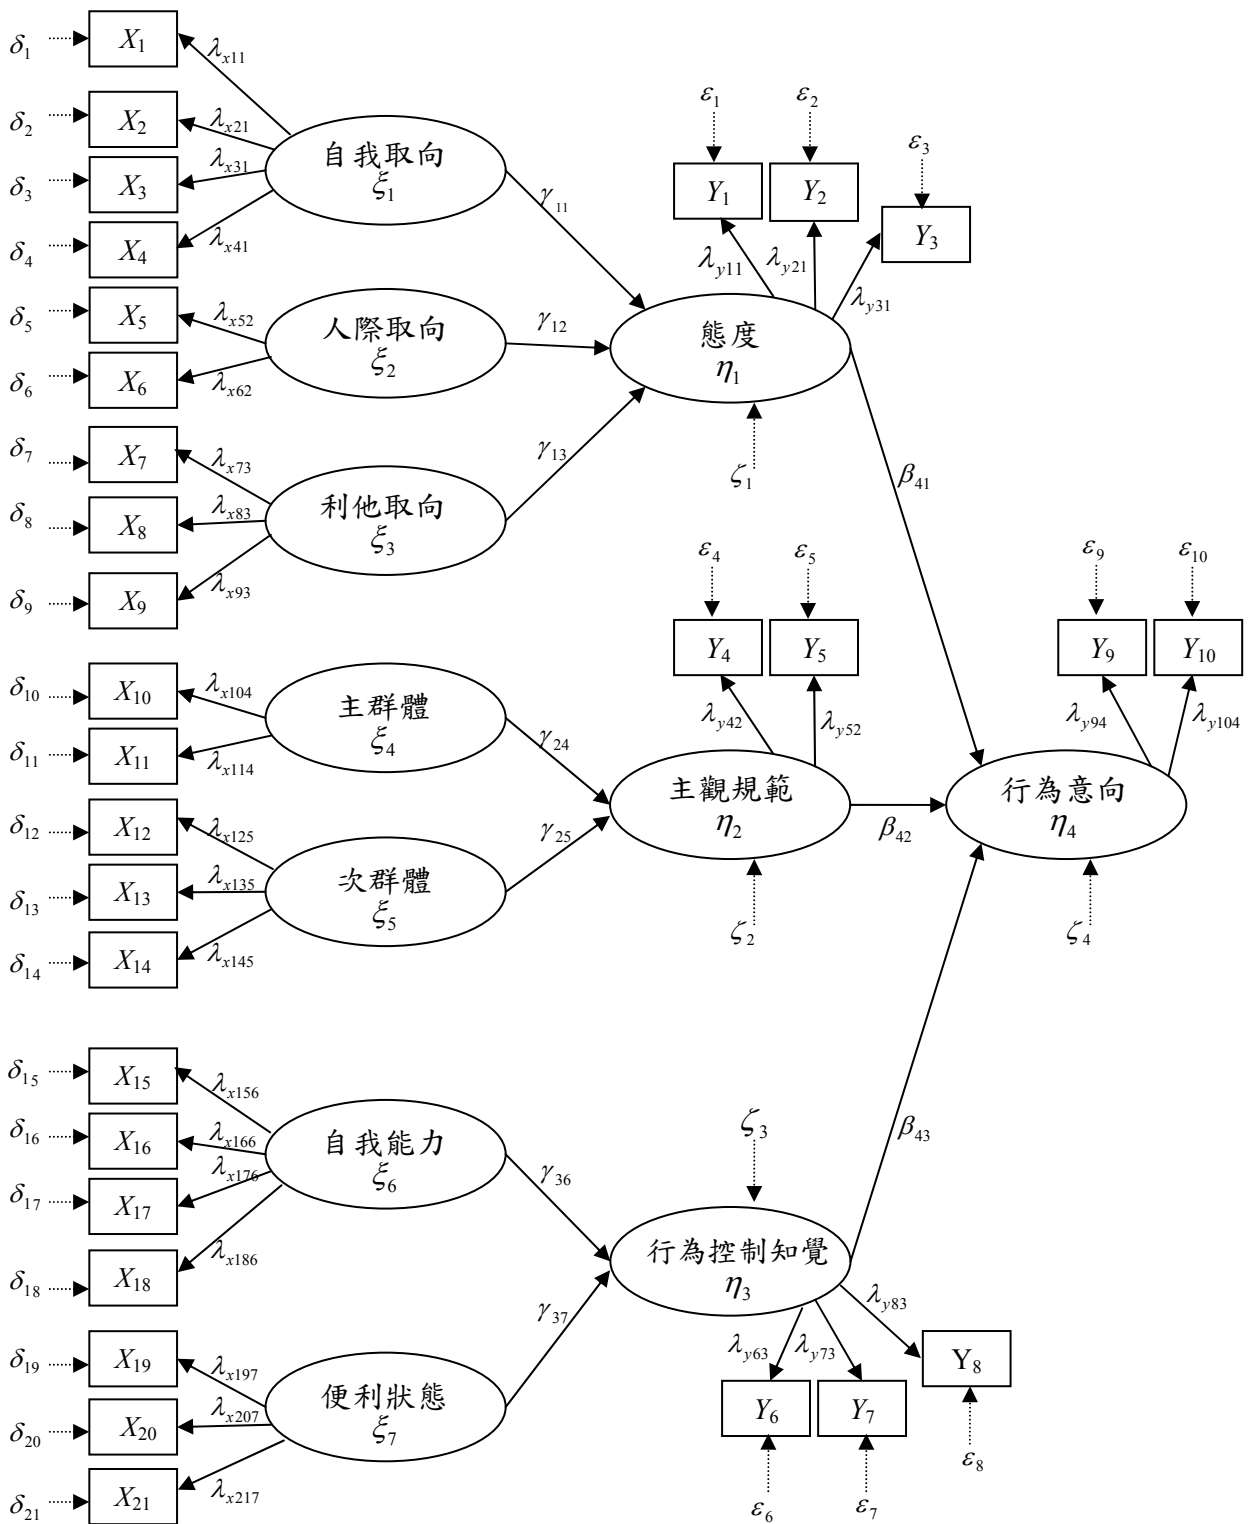 δ₁ X₁ λₓ₁₁
δ₂ X₂ λₓ₂₁
δ₃ X₃ λₓ₃₁
δ₄ X₄ λₓ₄₁
自我取向
ξ₁
γ₁₁
δ₅ X₅ λₓ₅₂
δ₆ X₆ λₓ₆₂
人際取向
ξ₂
γ₁₂
δ₇ X₇ λₓ₇₃
δ₈ X₈ λₓ₈₃
δ₉ X₉ λₓ₉₃
利他取向
ξ₃
γ₁₃
ε₁ ε₂ ε₃
Y₁ Y₂ Y₃
λy₁₁ λy₂₁ λy₃₁
態度
η₁
ζ₁
β₄₁
δ₁₀ X₁₀ λₓ₁₀₄
δ₁₁ X₁₁ λₓ₁₁₄
主群體
ξ₄
γ₂₄
δ₁₂ X₁₂ λₓ₁₂₅
δ₁₃ X₁₃ λₓ₁₃₅
δ₁₄ X₁₄ λₓ₁₄₅
次群體
ξ₅
γ₂₅
ε₄ ε₅
Y₄ Y₅
λy₄₂ λy₅₂
主觀規範
η₂
ζ₂
β₄₂
ε₉ ε₁₀
Y₉ Y₁₀
λy₉₄ λy₁₀₄
行為意向
η₄
ζ₄
δ₁₅ X₁₅ λₓ₁₅₆
δ₁₆ X₁₆ λₓ₁₆₆
δ₁₇ X₁₇ λₓ₁₇₆
δ₁₈ X₁₈ λₓ₁₈₆
自我能力
ξ₆
γ₃₆
δ₁₉ X₁₉ λₓ₁₉₇
δ₂₀ X₂₀ λₓ₂₀₇
δ₂₁ X₂₁ λₓ₂₁₇
便利狀態
ξ₇
γ₃₇
ζ₃
行為控制知覺
η₃
β₄₃
λy₆₃ λy₇₃ λy₈₃
Y₆ Y₇ Y₈
ε₆ ε₇ ε₈